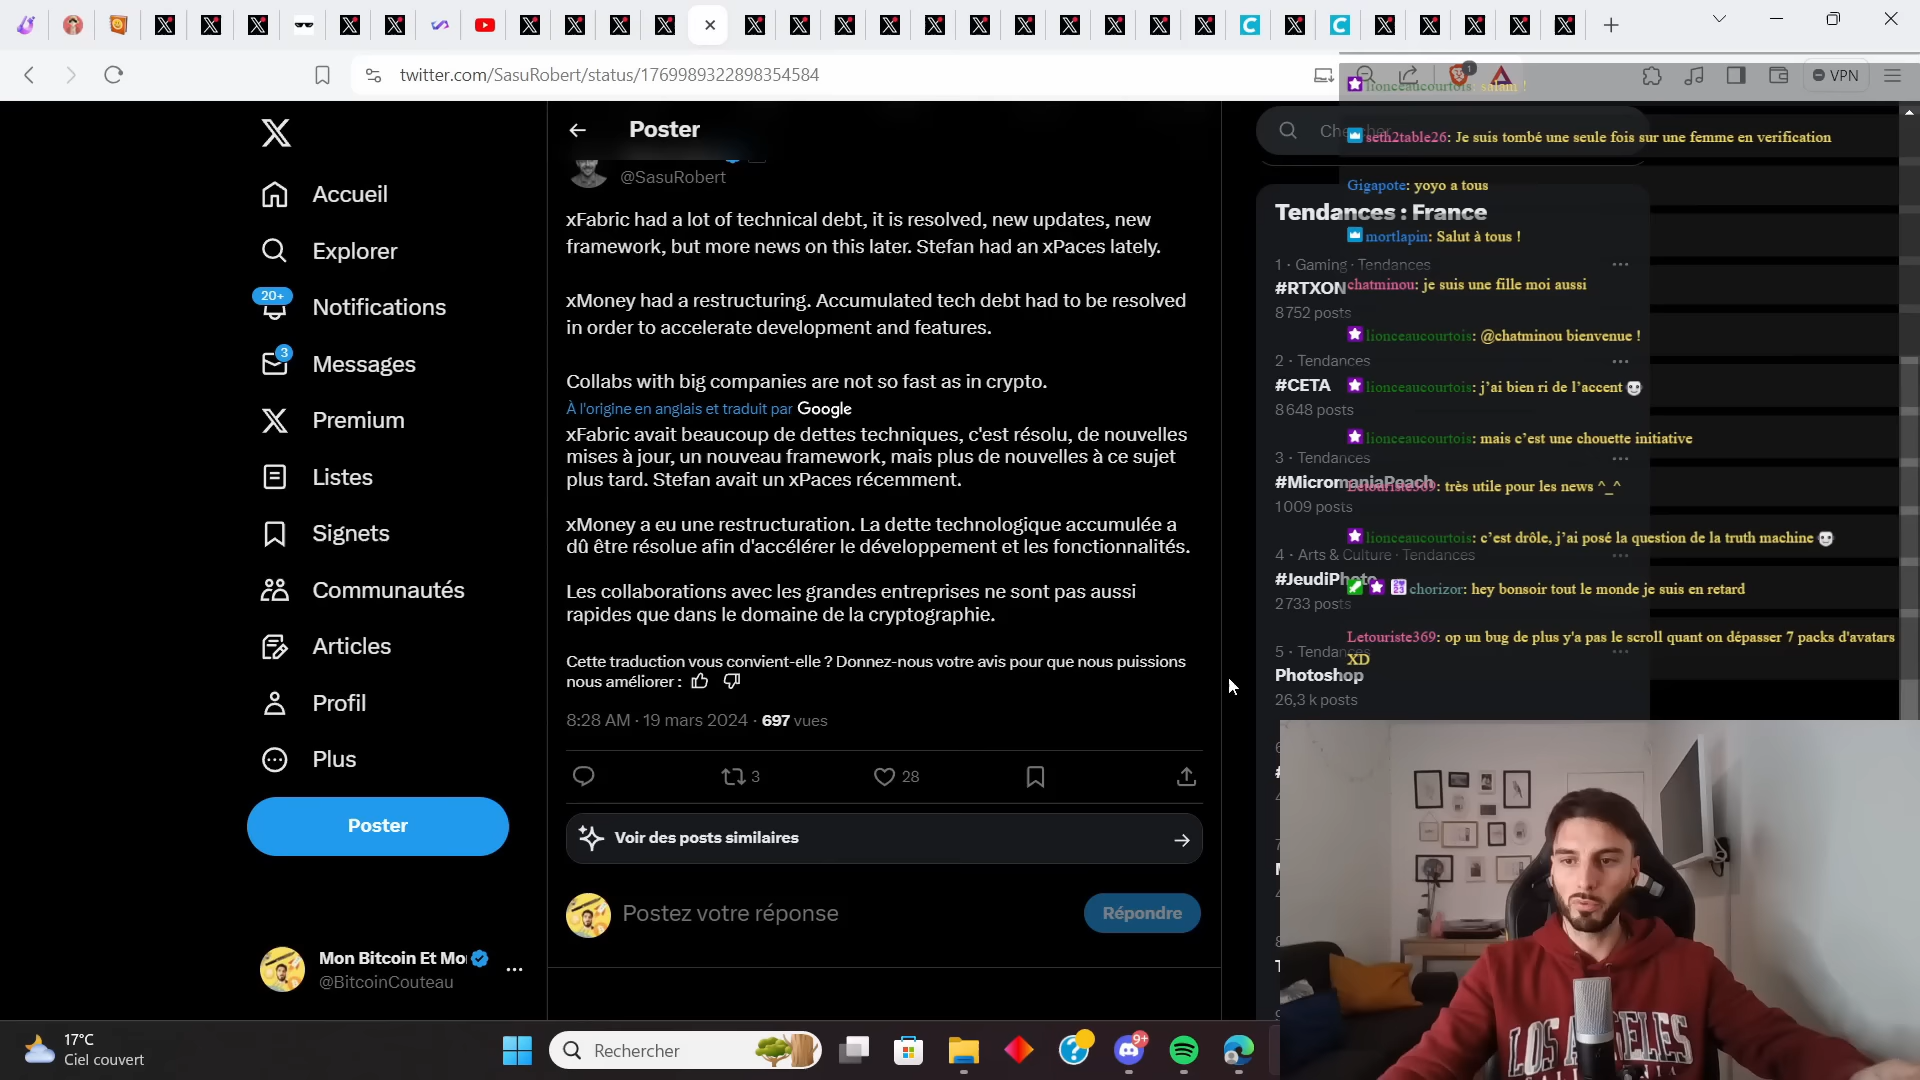 twitter.com/SasuRobert/status/1769989322898354584
1
VPN
Accueil
Explorer
20+
Notifications
3
Messages
Premium
Listes
Signets
Communautés
Articles
Profil
Plus
Poster
Mon Bitcoin Et Mo
@BitcoinCouteau
Poster
@SasuRobert
xFabric had a lot of technical debt, it is resolved, new updates, new
framework, but more news on this later. Stefan had an xPaces lately.
xMoney had a restructuring. Accumulated tech debt had to be resolved
in order to accelerate development and features.
Collabs with big companies are not so fast as in crypto.
À l'origine en anglais et traduit par Google
xFabric avait beaucoup de dettes techniques, c'est résolu, de nouvelles
mises à jour, un nouveau framework, mais plus de nouvelles à ce sujet
plus tard. Stefan avait un xPaces récemment.
xMoney a eu une restructuration. La dette technologique accumulée a
dû être résolue afin d'accélérer le développement et les fonctionnalités.
Les collaborations avec les grandes entreprises ne sont pas aussi
rapides que dans le domaine de la cryptographie.
Cette traduction vous convient-elle ? Donnez-nous votre avis pour que nous puissions
nous améliorer :
8:28 AM · 19 mars 2024 · 697 vues
3
28
Voir des posts similaires
Postez votre réponse
Répondre
Tendances : France
1 · Gaming · Tendances
#RTXON
8 752 posts
2 · Tendances
#CETA
8 648 posts
3 · Tendances
#MicromaniaPeach
1 009 posts
4 · Arts & Culture · Tendances
#JeudiPhoto
2 733 posts
5 · Tendances
Photoshop
26,3 k posts
lionceaucourtois: salam !
seth2table26: Je suis tombé une seule fois sur une femme en verification
Gigapote: yoyo a tous
mortlapin: Salut à tous !
chatminou: je suis une fille moi aussi
lionceaucourtois: @chatminou bienvenue !
lionceaucourtois: j'ai bien ri de l'accent
lionceaucourtois: mais c'est une chouette initiative
Letouriste369: très utile pour les news ^_^
lionceaucourtois: c'est drôle, j'ai posé la question de la truth machine
chorizor: hey bonsoir tout le monde je suis en retard
Letouriste369: op un bug de plus y'a pas le scroll quant on dépasser 7 packs d'avatars
XD
LOS ANGELES
17°C
Ciel couvert
Rechercher
9+